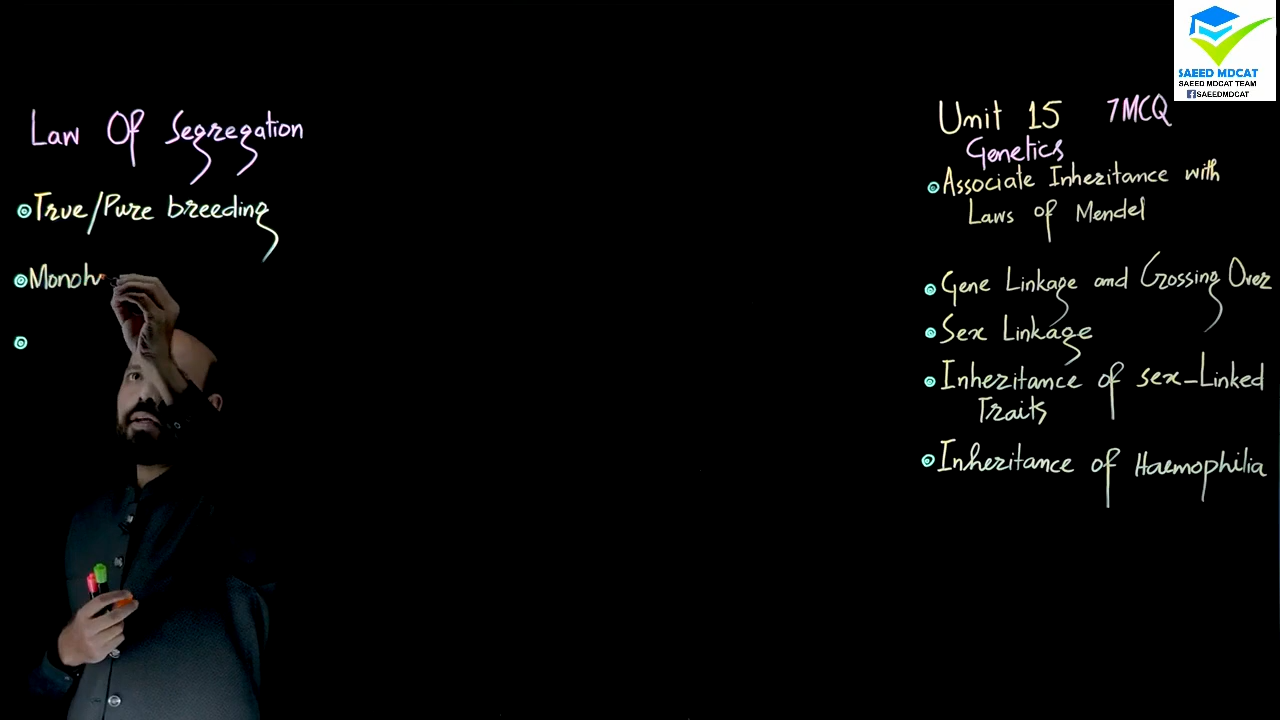 Law Of Segregation
True/Pure breeding
Monoh
Unit 15 7MCQ
Genetics
Associate Inheritance with
Laws of Mendel
Gene Linkage and Crossing Over
Sex Linkage
Inheritance of sex-Linked
Traits
Inheritance of Haemophilia
SAEED MDCAT
SAEED MDCAT TEAM
SAEEDMDCAT